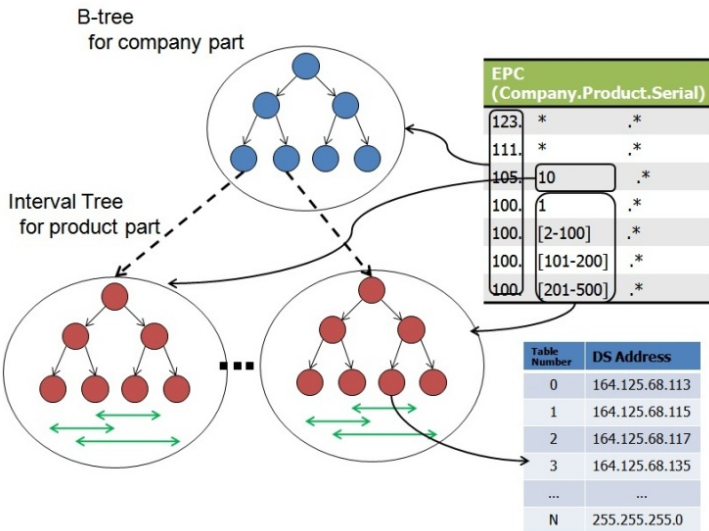 B-tree
for company part
EPC
(Company.Product.Serial)
123. * .*
111. * .*
105. 10 .*
100. 1 .*
100. [2-100] .*
100. [101-200] .*
100. [201-500] .*
Interval Tree
for product part
Table Number DS Address
0 164.125.68.113
1 164.125.68.115
2 164.125.68.117
3 164.125.68.135
... ...
N 255.255.255.0